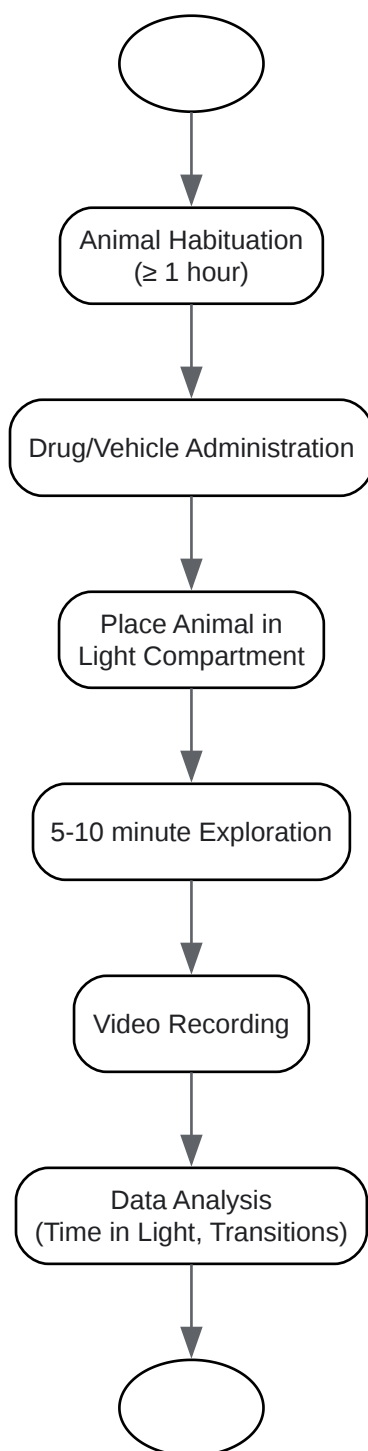 Animal Habituation
(≥ 1 hour)
Drug/Vehicle Administration
Place Animal in
Light Compartment
5-10 minute Exploration
Video Recording
Data Analysis
(Time in Light, Transitions)